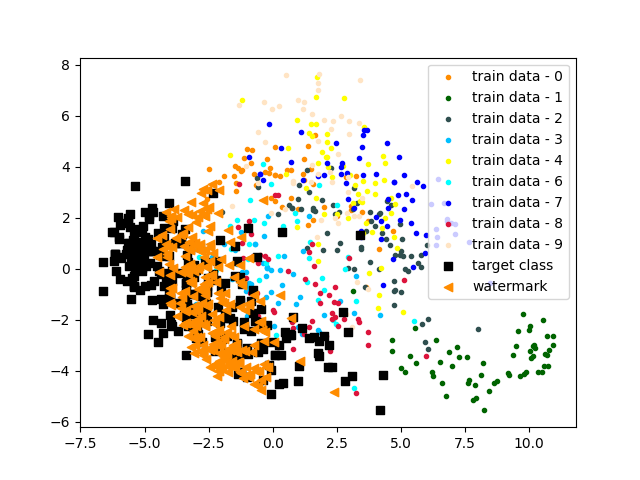 8
6
4
2
0
−2
−4
−6
−7.5
−5.0
−2.5
0.0
2.5
5.0
7.5
10.0
train data - 0
train data - 1
train data - 2
train data - 3
train data - 4
train data - 6
train data - 7
train data - 8
train data - 9
target class
watermark